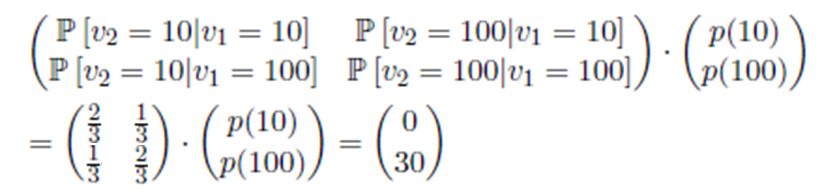 ( ℙ [v₂ = 10|v₁ = 10] ℙ [v₂ = 100|v₁ = 10] ) · ( p(10) )
( ℙ [v₂ = 10|v₁ = 100] ℙ [v₂ = 100|v₁ = 100] ) ( p(100) )
= ( 2/3 1/3 ) · ( p(10) ) = ( 0 )
( 1/3 2/3 ) ( p(100) ) ( 30 )